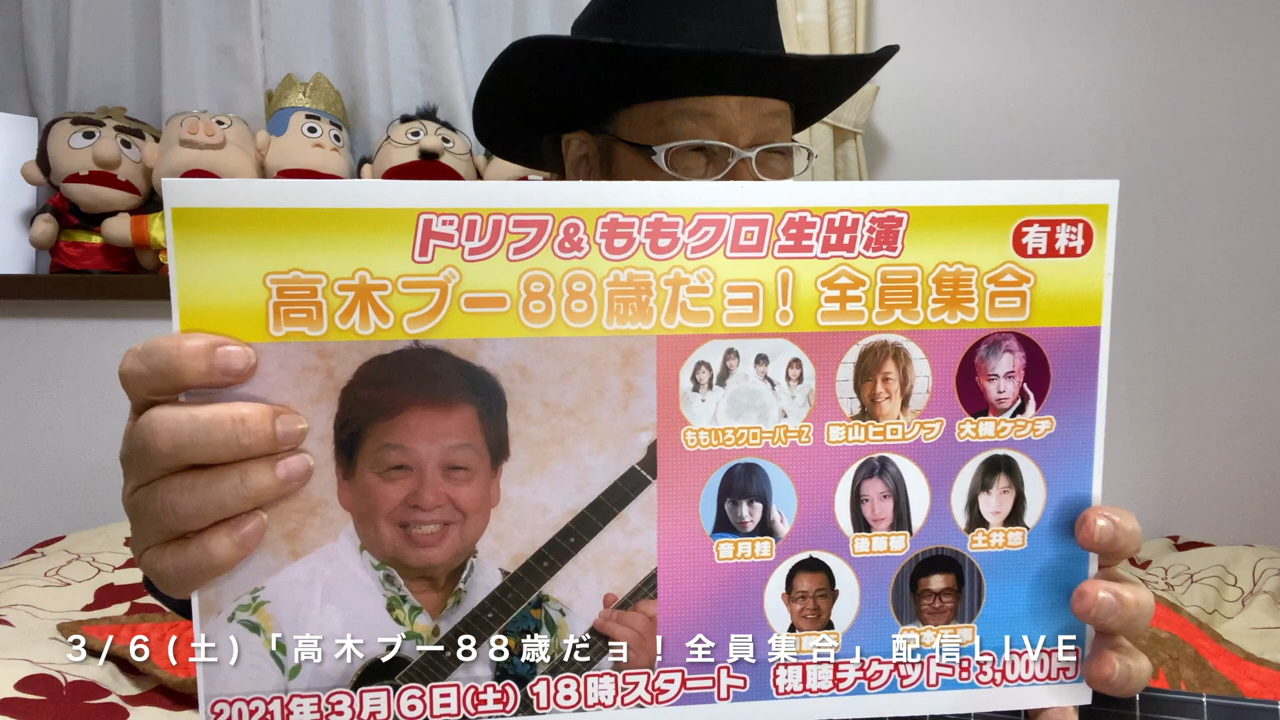 ドリフ&ももクロ生出演
有料
高木ブー88歳だョ!全員集合
ももいろクローバーZ
影山ヒロノブ
大槻ケンヂ
音月桂
後藤郁
土井悠
3/6(土)「高木ブー88歳だョ!全員集合」配信LIVE
2021年3月6日(土)18時スタート 視聴チケット:3,000円